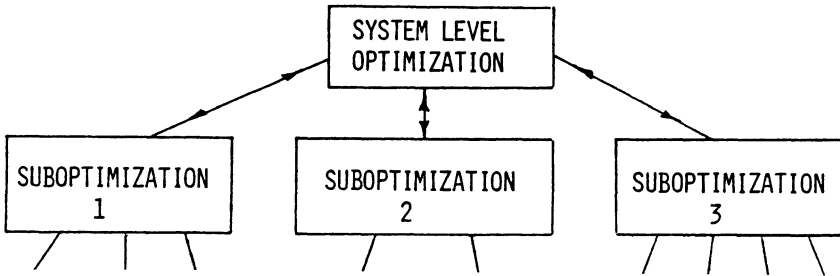 SYSTEM LEVEL
OPTIMIZATION
SUBOPTIMIZATION
1
SUBOPTIMIZATION
2
SUBOPTIMIZATION
3